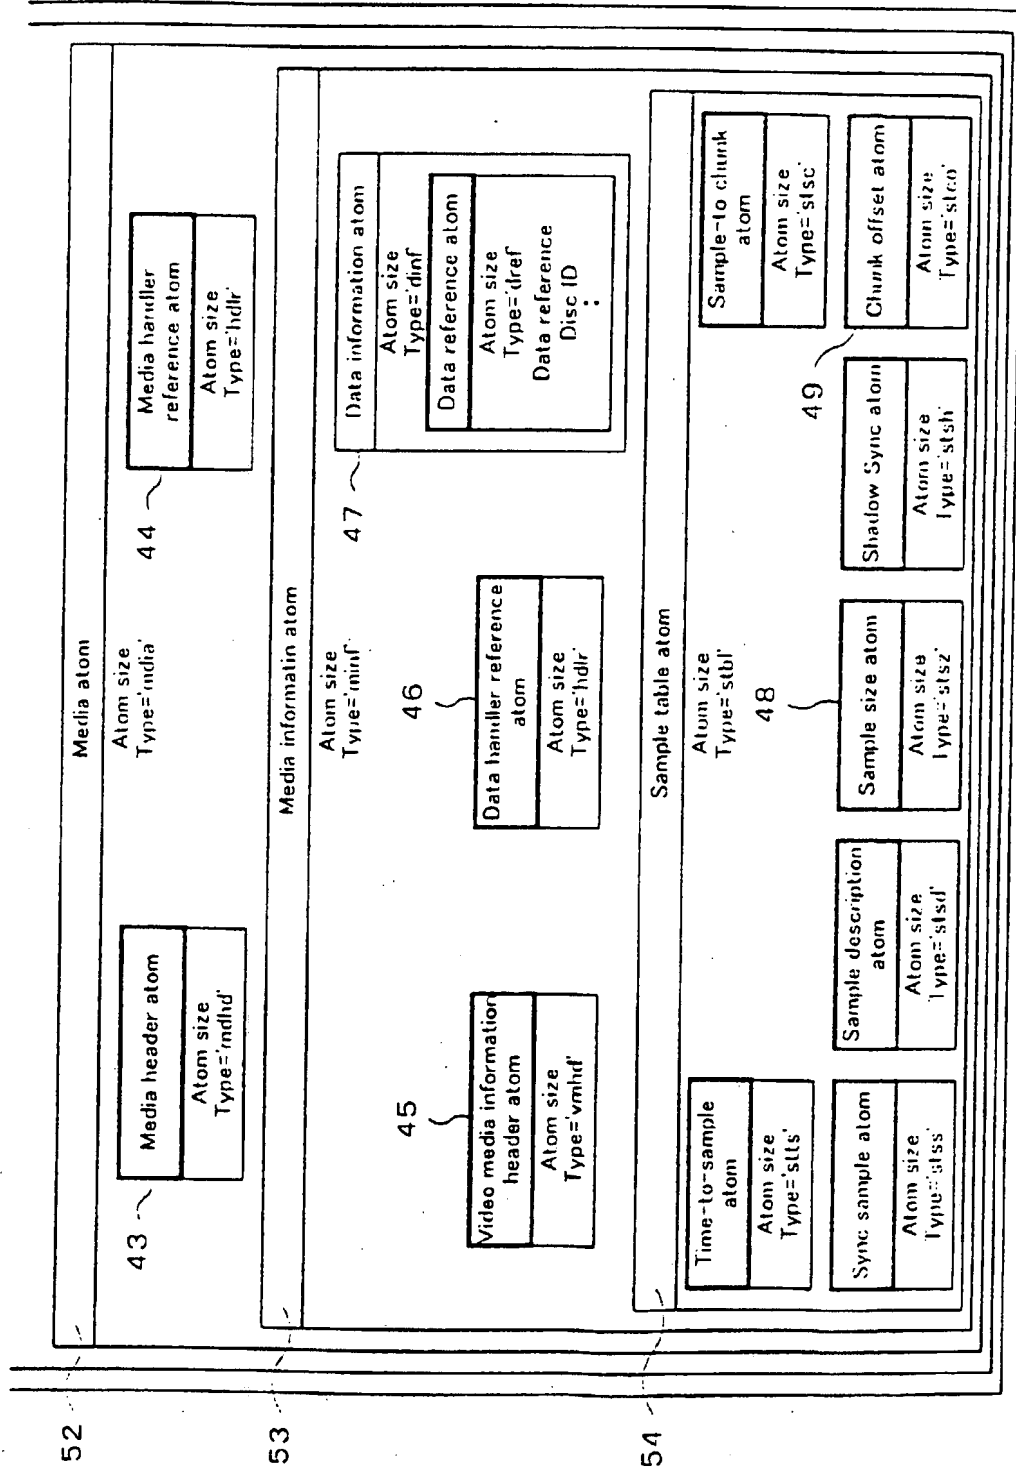 52
Media atom
Atom size
Type='mdia'
43
Media header atom
Atom size
Type='mdhd'
44
Media handler
reference atom
Atom size
Type='hdlr'
53
Media informatin atom
Atom size
Type='minf'
45
Video media information
header atom
Atom size
Type='vmhd'
46
Data handler reference
atom
Atom size
Type='hdlr'
47
Data information atom
Atom size
Type='dinf'
Data reference atom
Atom size
Type='dref'
Data reference
Disc ID
:
54
Sample table atom
Atom size
Type='stbl'
Time-to-sample
atom
Atom size
Type='stts'
Sample-to chunk
atom
Atom size
Type='stsc'
Sync sample atom
Atom size
Type='stss'
Sample description
atom
Atom size
Type='stsd'
48
Sample size atom
Atom size
Type='stsz'
Shadow Sync atom
Atom size
Type='stsh'
49
Chunk offset atom
Atom size
Type='stco'